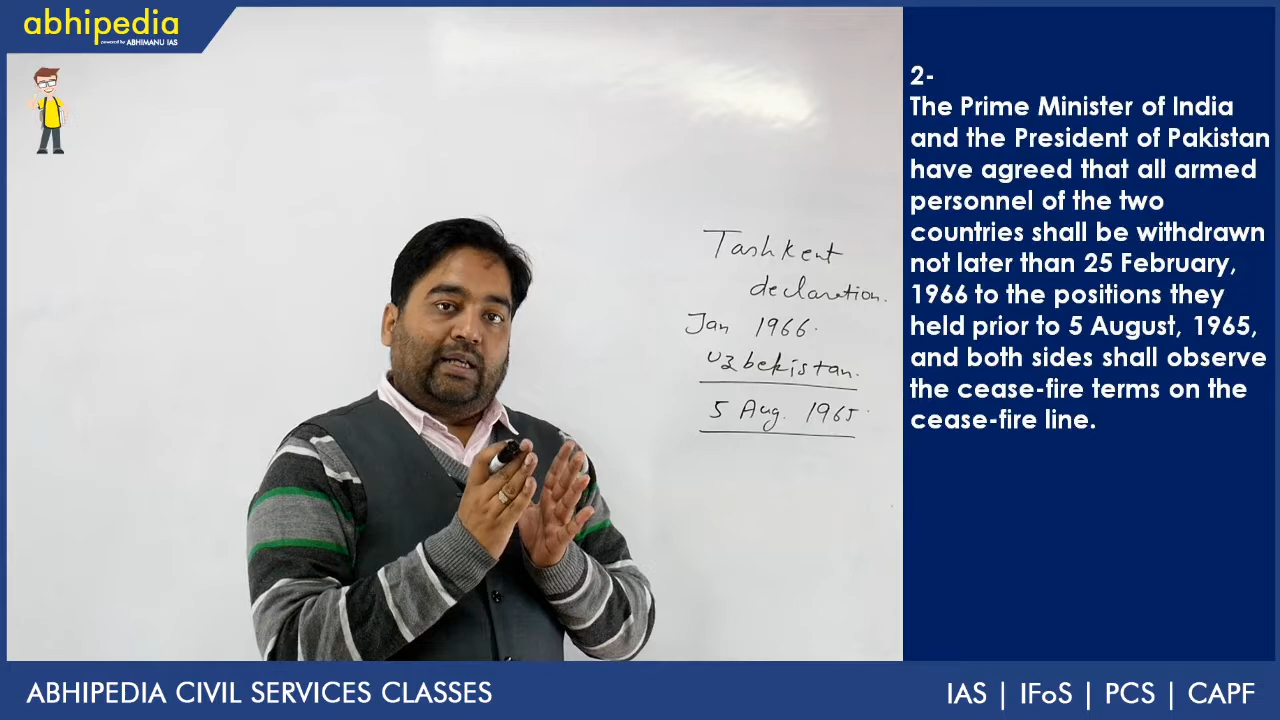 abhipedia
powered by ABHIMANU IAS
2-
The Prime Minister of India
and the President of Pakistan
have agreed that all armed
personnel of the two
countries shall be withdrawn
not later than 25 February,
1966 to the positions they
held prior to 5 August, 1965,
and both sides shall observe
the cease-fire terms on the
cease-fire line.
Tashkent
declaration.
Jan 1966.
Uzbekistan.
5 Aug. 1965
ABHIPEDIA CIVIL SERVICES CLASSES
IAS | IFoS | PCS | CAPF